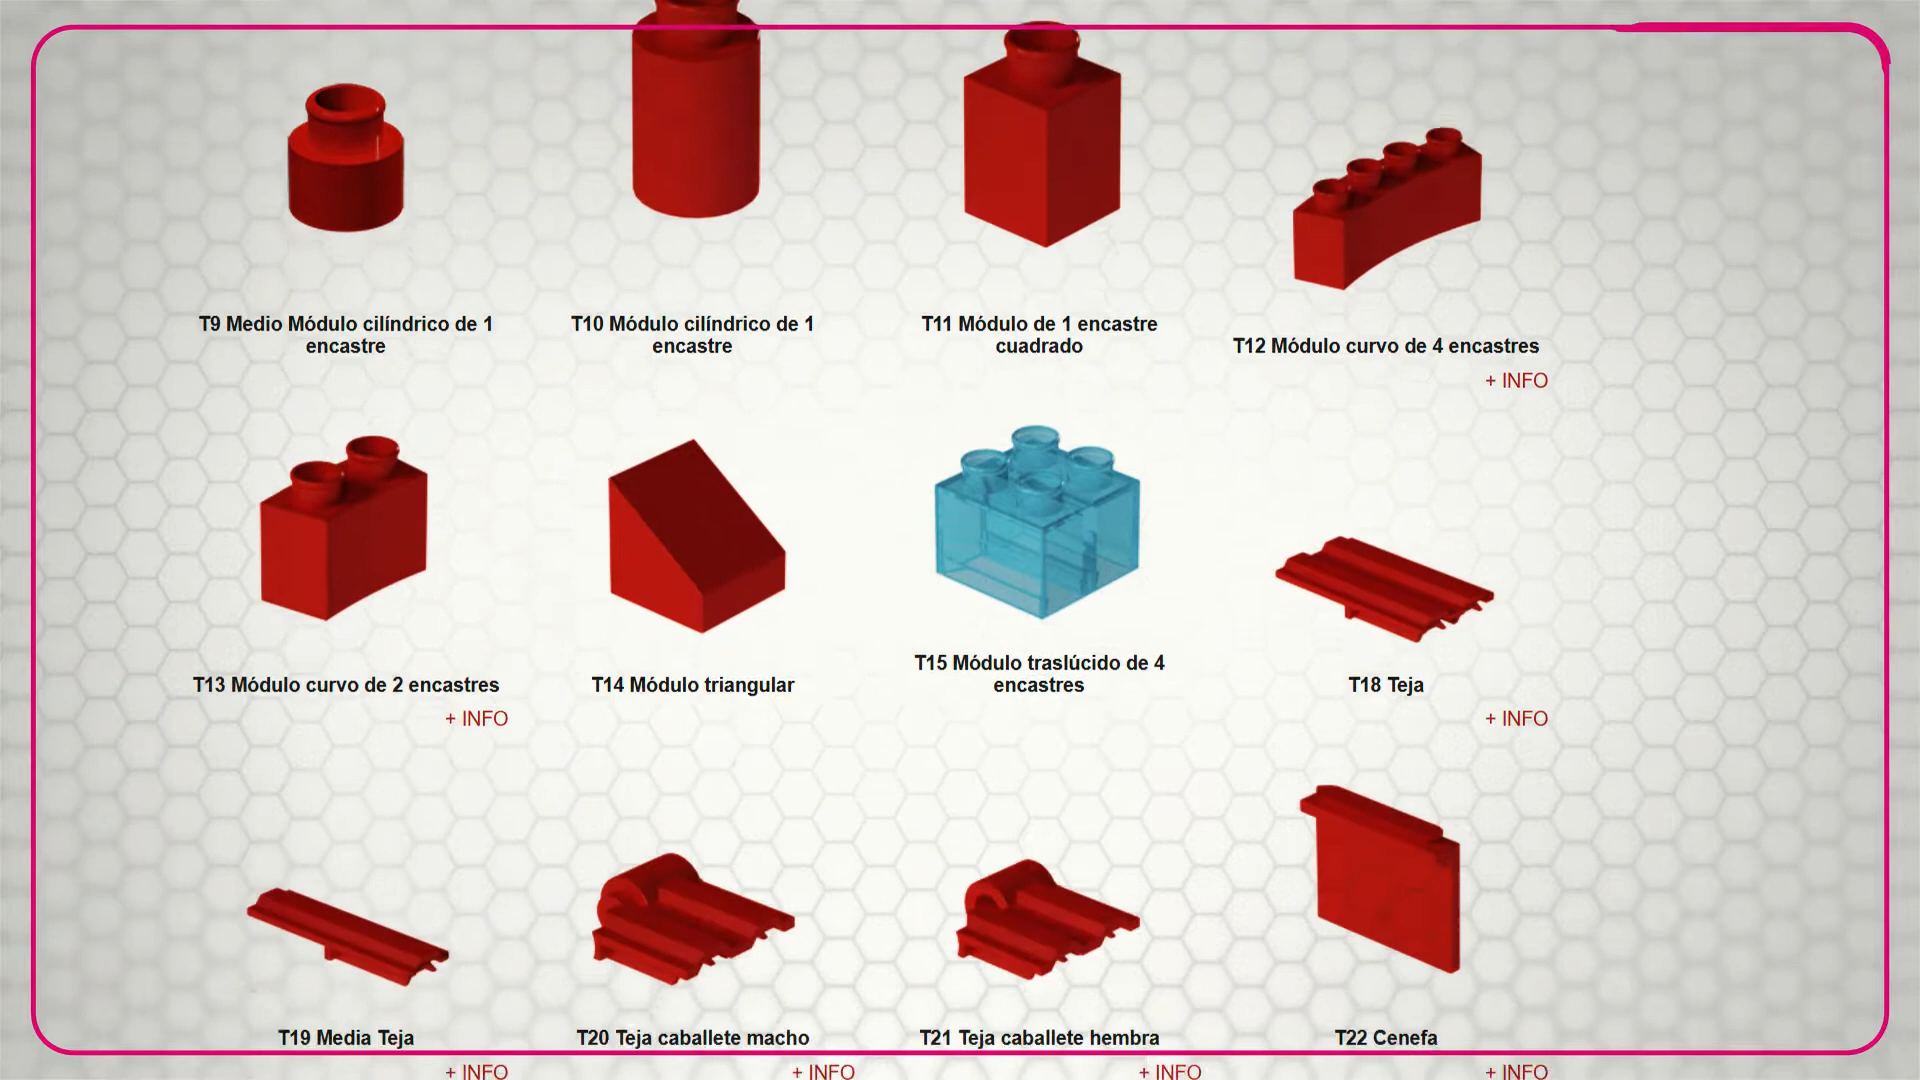 T9 Medio Módulo cilíndrico de 1
encastre
T10 Módulo cilíndrico de 1
encastre
T11 Módulo de 1 encastre
cuadrado
T12 Módulo curvo de 4 encastres
+ INFO
T13 Módulo curvo de 2 encastres
+ INFO
T14 Módulo triangular
T15 Módulo traslúcido de 4
encastres
T18 Teja
+ INFO
T19 Media Teja
+ INFO
T20 Teja caballete macho
+ INFO
T21 Teja caballete hembra
+ INFO
T22 Cenefa
+ INFO